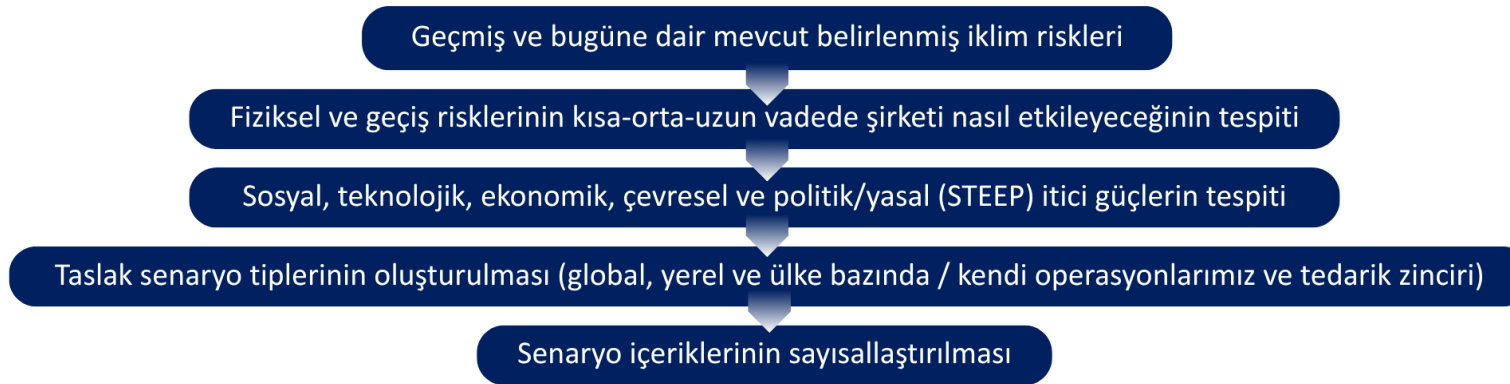 Geçmiş ve bugüne dair mevcut belirlenmiş iklim riskleri
Fiziksel ve geçiş risklerinin kısa-orta-uzun vadede şirketi nasıl etkileyeceğinin tespiti
Sosyal, teknolojik, ekonomik, çevresel ve politik/yasal (STEEP) itici güçlerin tespiti
Taslak senaryo tiplerinin oluşturulması (global, yerel ve ülke bazında / kendi operasyonlarımız ve tedarik zinciri)
Senaryo içeriklerinin sayısallaştırılması